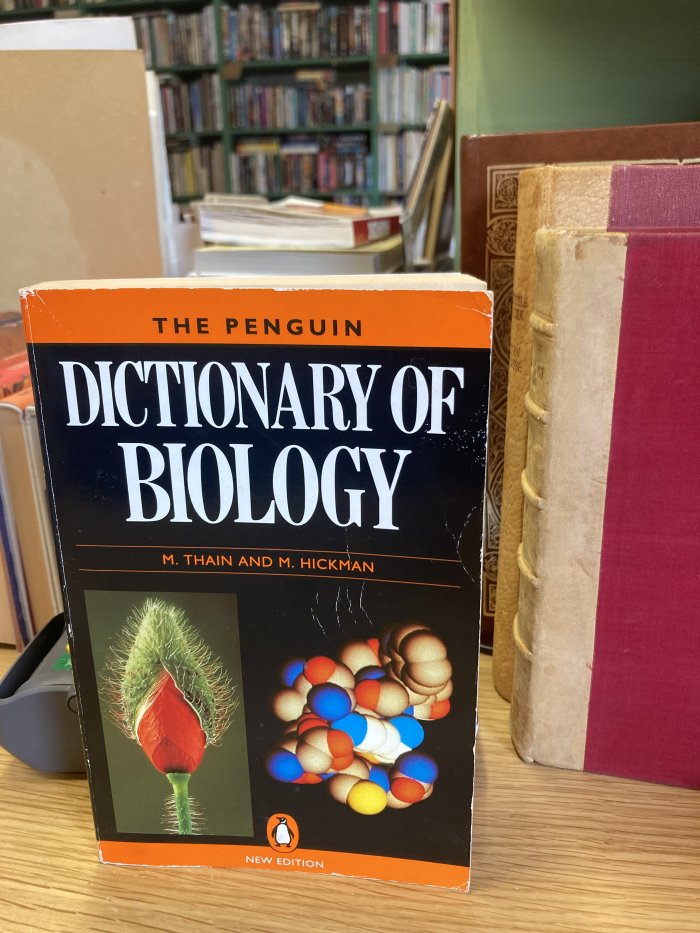 THE PENGUIN
DICTIONARY OF
BIOLOGY
M. THAIN AND M. HICKMAN
NEW EDITION